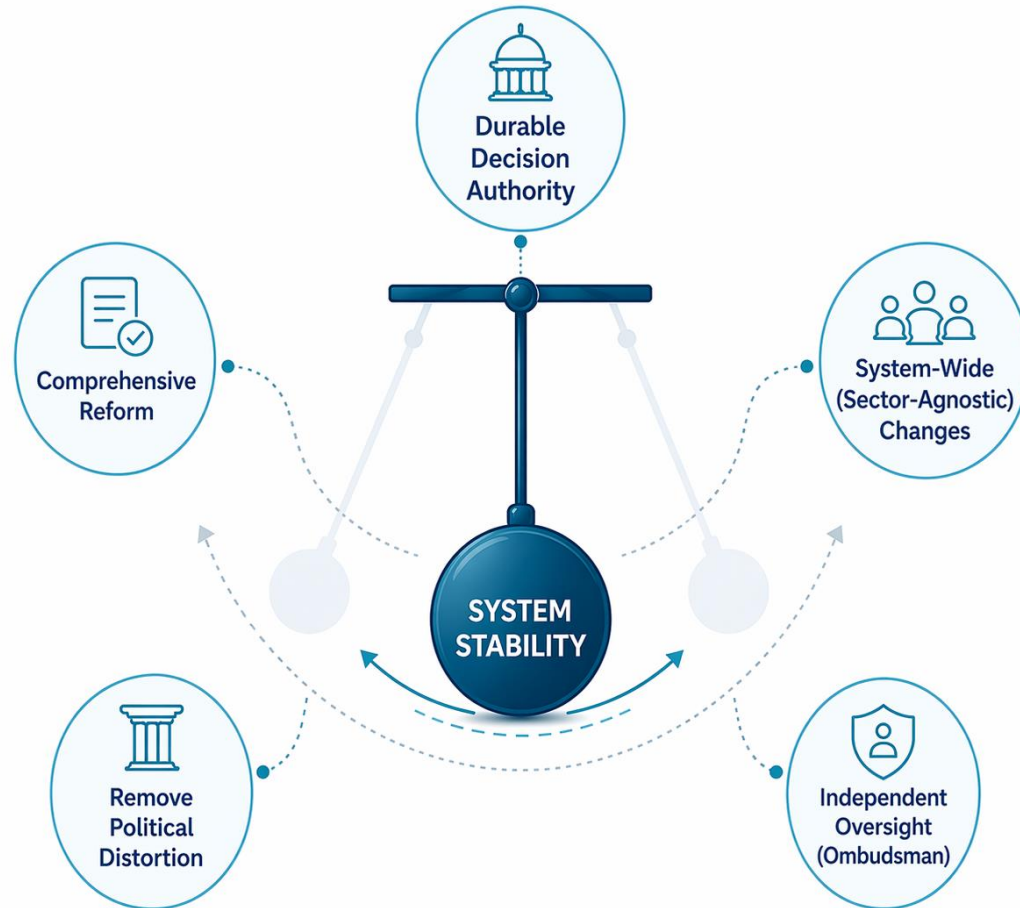 Durable
Decision
Authority
Comprehensive
Reform
System-Wide
(Sector-Agnostic)
Changes
SYSTEM
STABILITY
Remove
Political
Distortion
Independent
Oversight
(Ombudsman)